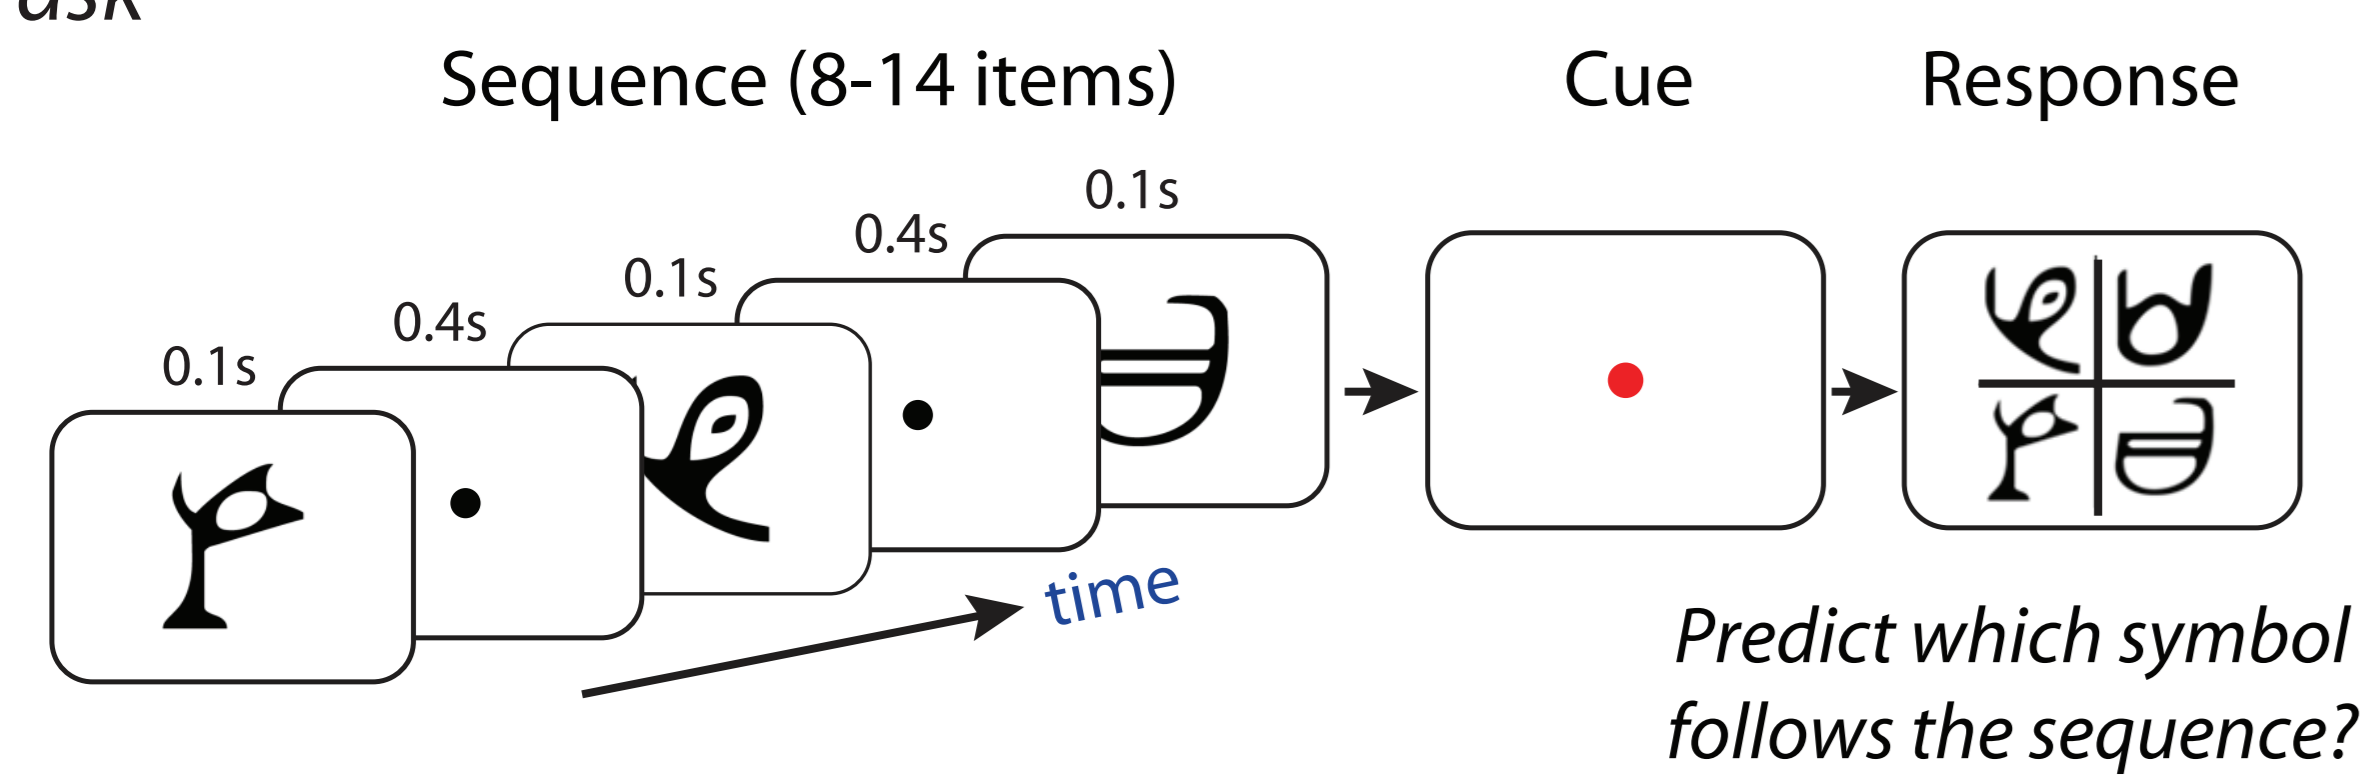 Sequence (8-14 items)
Cue
Response
0.1s
0.4s
0.1s
0.4s
0.1s
time
Predict which symbol
follows the sequence?